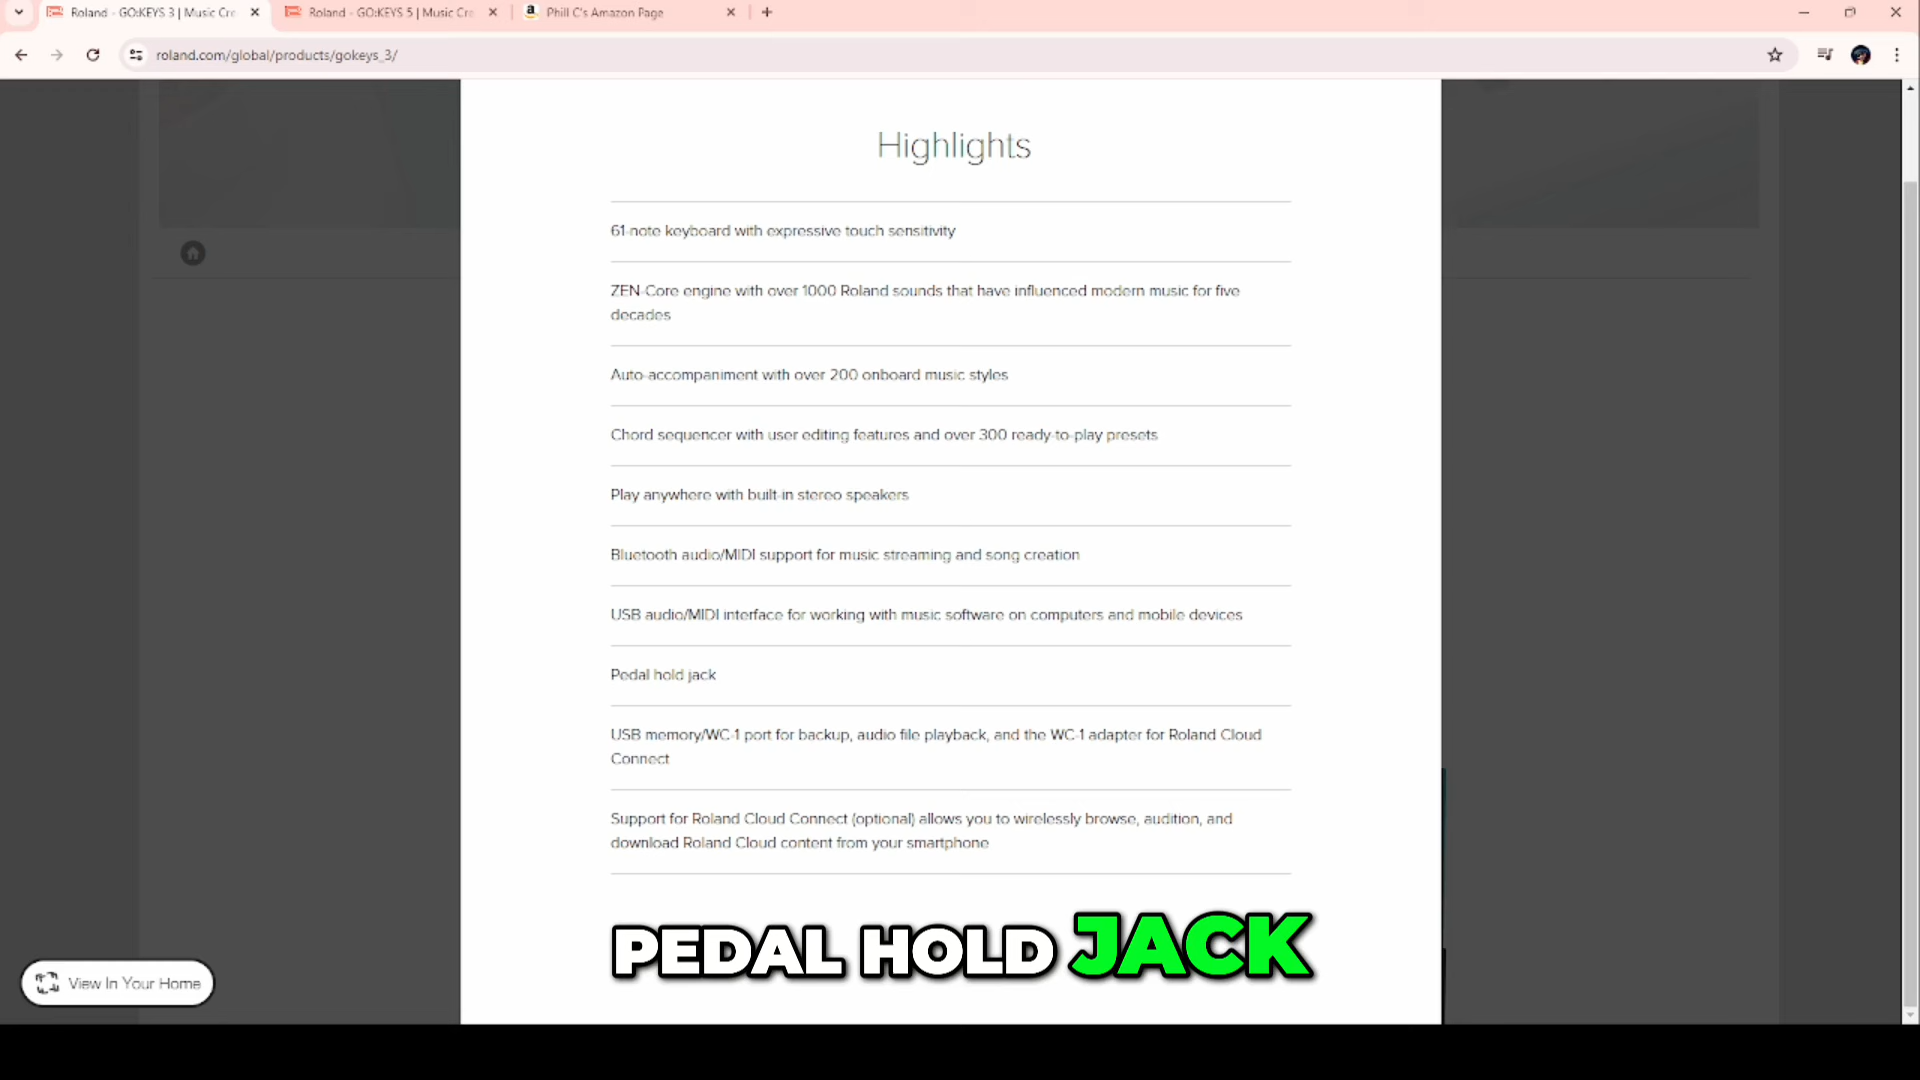 Roland - GO:KEYS 3 | Music Cre
Roland - GO:KEYS 5 | Music Cre
Phill C's Amazon Page
roland.com/global/products/gokeys_3/
Highlights
61-note keyboard with expressive touch sensitivity
ZEN-Core engine with over 1000 Roland sounds that have influenced modern music for five
decades
Auto-accompaniment with over 200 onboard music styles
Chord sequencer with user editing features and over 300 ready-to-play presets
Play anywhere with built-in stereo speakers
Bluetooth audio/MIDI support for music streaming and song creation
USB audio/MIDI interface for working with music software on computers and mobile devices
Pedal hold jack
USB memory/WC-1 port for backup, audio file playback, and the WC-1 adapter for Roland Cloud
Connect
Support for Roland Cloud Connect (optional) allows you to wirelessly browse, audition, and
download Roland Cloud content from your smartphone
PEDAL HOLD JACK
View In Your Home